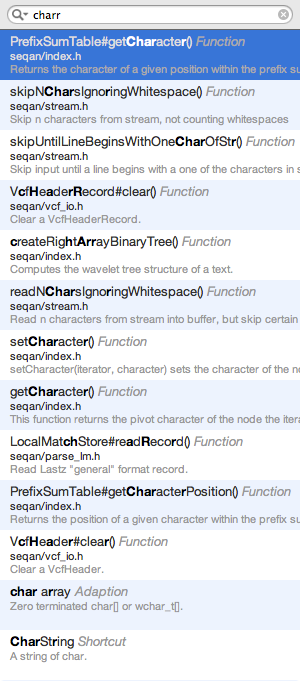 charr
PrefixSumTable#getCharacter() Function
seqan/index.h
Returns the character of a given position within the prefix su
skipNCharsIgnoringWhitespace() Function
seqan/stream.h
Skip n characters from stream, not counting whitespaces
skipUntilLineBeginsWithOneCharOfStr() Function
seqan/stream.h
Skip input until a line begins with a one of the characters in s
VcfHeaderRecord#clear() Function
seqan/vcf_io.h
Clear a VcfHeaderRecord.
createRightArrayBinaryTree() Function
seqan/index.h
Computes the wavelet tree structure of a text.
readNCharsIgnoringWhitespace() Function
seqan/stream.h
Read n characters from stream into buffer, but skip certain
setCharacter() Function
seqan/index.h
setCharacter(iterator, character) sets the character of the no
getCharacter() Function
seqan/index.h
This function returns the pivot character of the node the itera
LocalMatchStore#readRecord() Function
seqan/parse_lm.h
Read Lastz "general" format record.
PrefixSumTable#getCharacterPosition() Function
seqan/index.h
Returns the position of a given character within the prefix su
VcfHeader#clear() Function
seqan/vcf_io.h
Clear a VcfHeader.
char array Adaption
Zero terminated char[] or wchar_t[].
CharString Shortcut
A string of char.